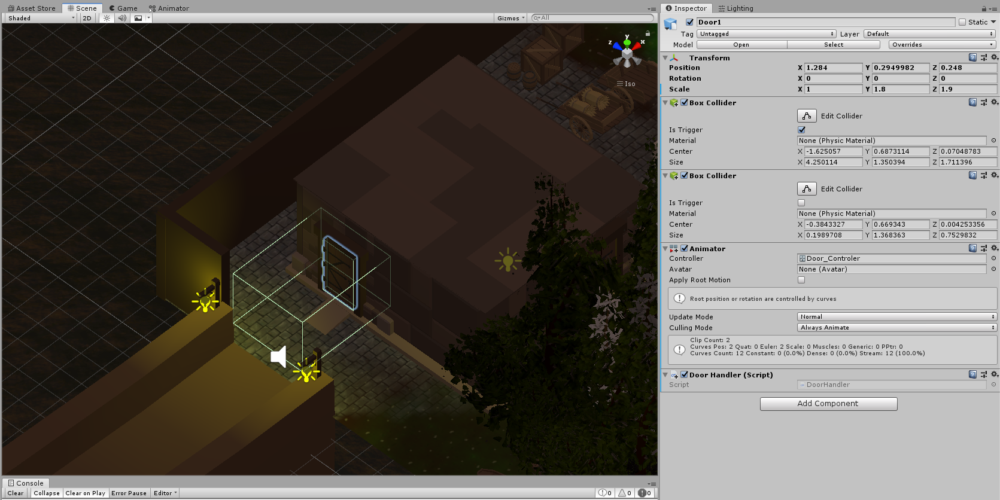 Asset Store Scene Game Animator
Shaded 2D Gizmos All
y
z x
Iso
Inspector Lighting
Door1 Static
Tag Untagged Layer Default
Model Open Select Overrides
Transform
Position X 1.284 Y 0.2949982 Z 0.248
Rotation X 0 Y 0 Z 0
Scale X 1 Y 1.8 Z 1.9
Box Collider
Edit Collider
Is Trigger
Material None (Physic Material)
Center X -1.625057 Y 0.6873114 Z 0.07048783
Size X 4.250114 Y 1.350394 Z 1.711396
Box Collider
Edit Collider
Is Trigger
Material None (Physic Material)
Center X -0.3843327 Y 0.669343 Z 0.004253356
Size X 0.1989708 Y 1.368363 Z 0.7529832
Animator
Controller Door_Controler
Avatar None (Avatar)
Apply Root Motion
Root position or rotation are controlled by curves
Update Mode Normal
Culling Mode Always Animate
Clip Count: 2
Curves Pos: 2 Quat: 0 Euler: 2 Scale: 0 Muscles: 0 Generic: 0 PPtr: 0
Curves Count: 12 Constant: 0 (0.0%) Dense: 0 (0.0%) Stream: 12 (100.0%)
Door Handler (Script)
Script DoorHandler
Add Component
Console
Clear Collapse Clear on Play Error Pause Editor 0 0 0